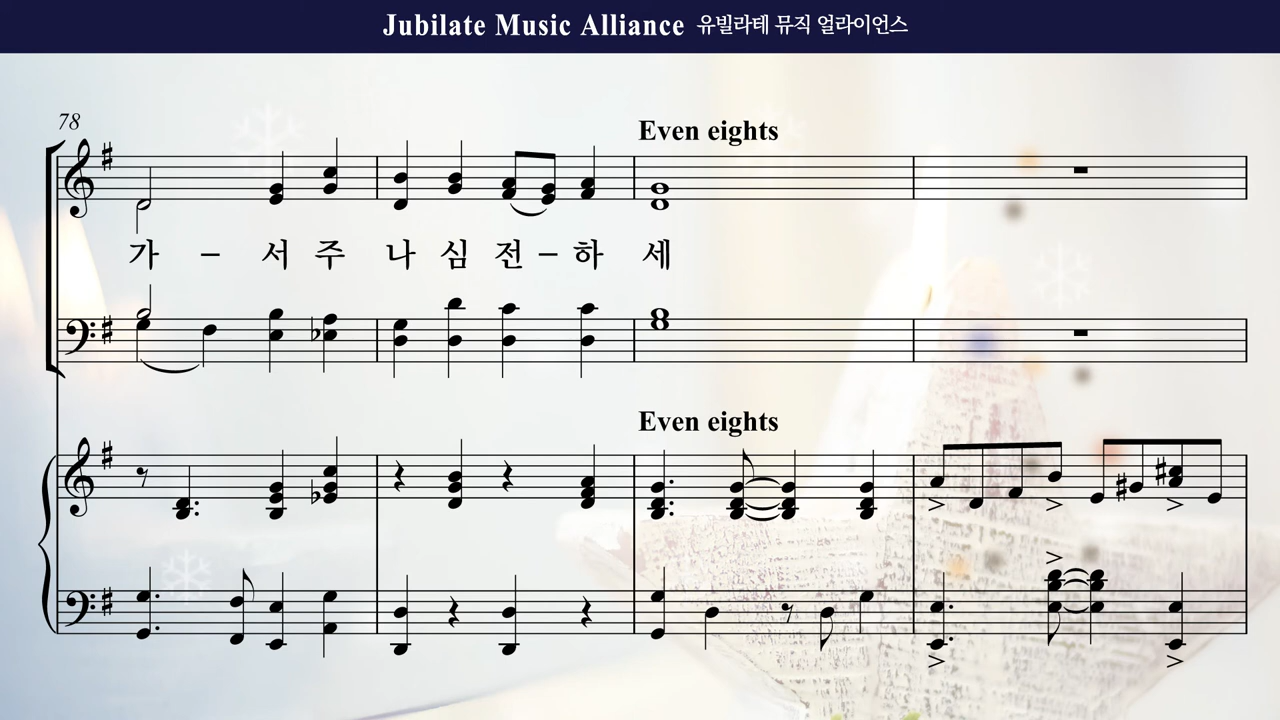 Jubilate Music Alliance 유빌라테 뮤직 얼라이언스
78
Even eights
가 – 서 주 나 심 전 – 하 세
Even eights